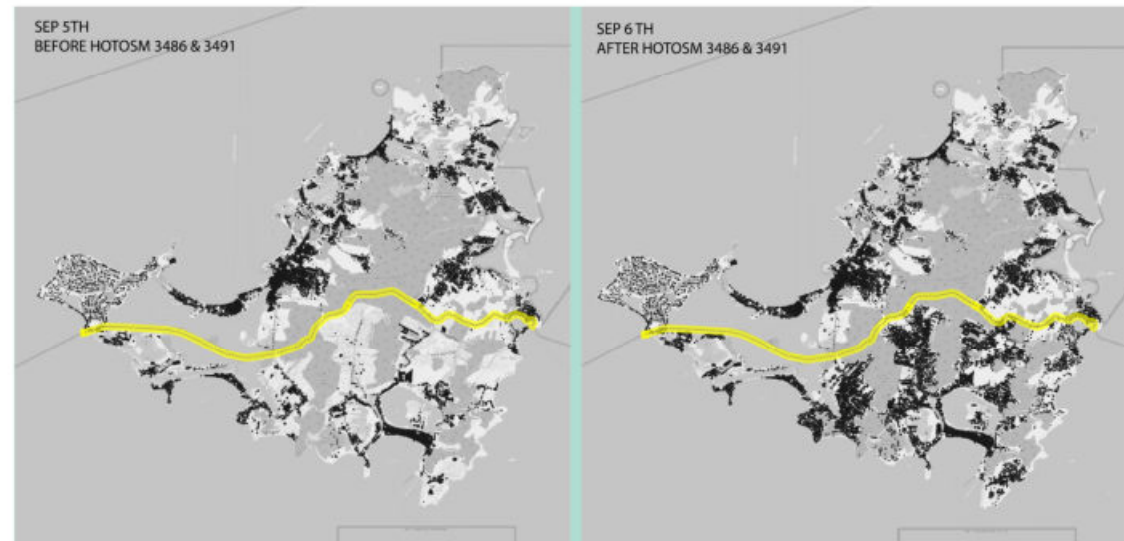 SEP 5TH
BEFORE HOTOSM 3486 & 3491
SEP 6 TH
AFTER HOTOSM 3486 & 3491